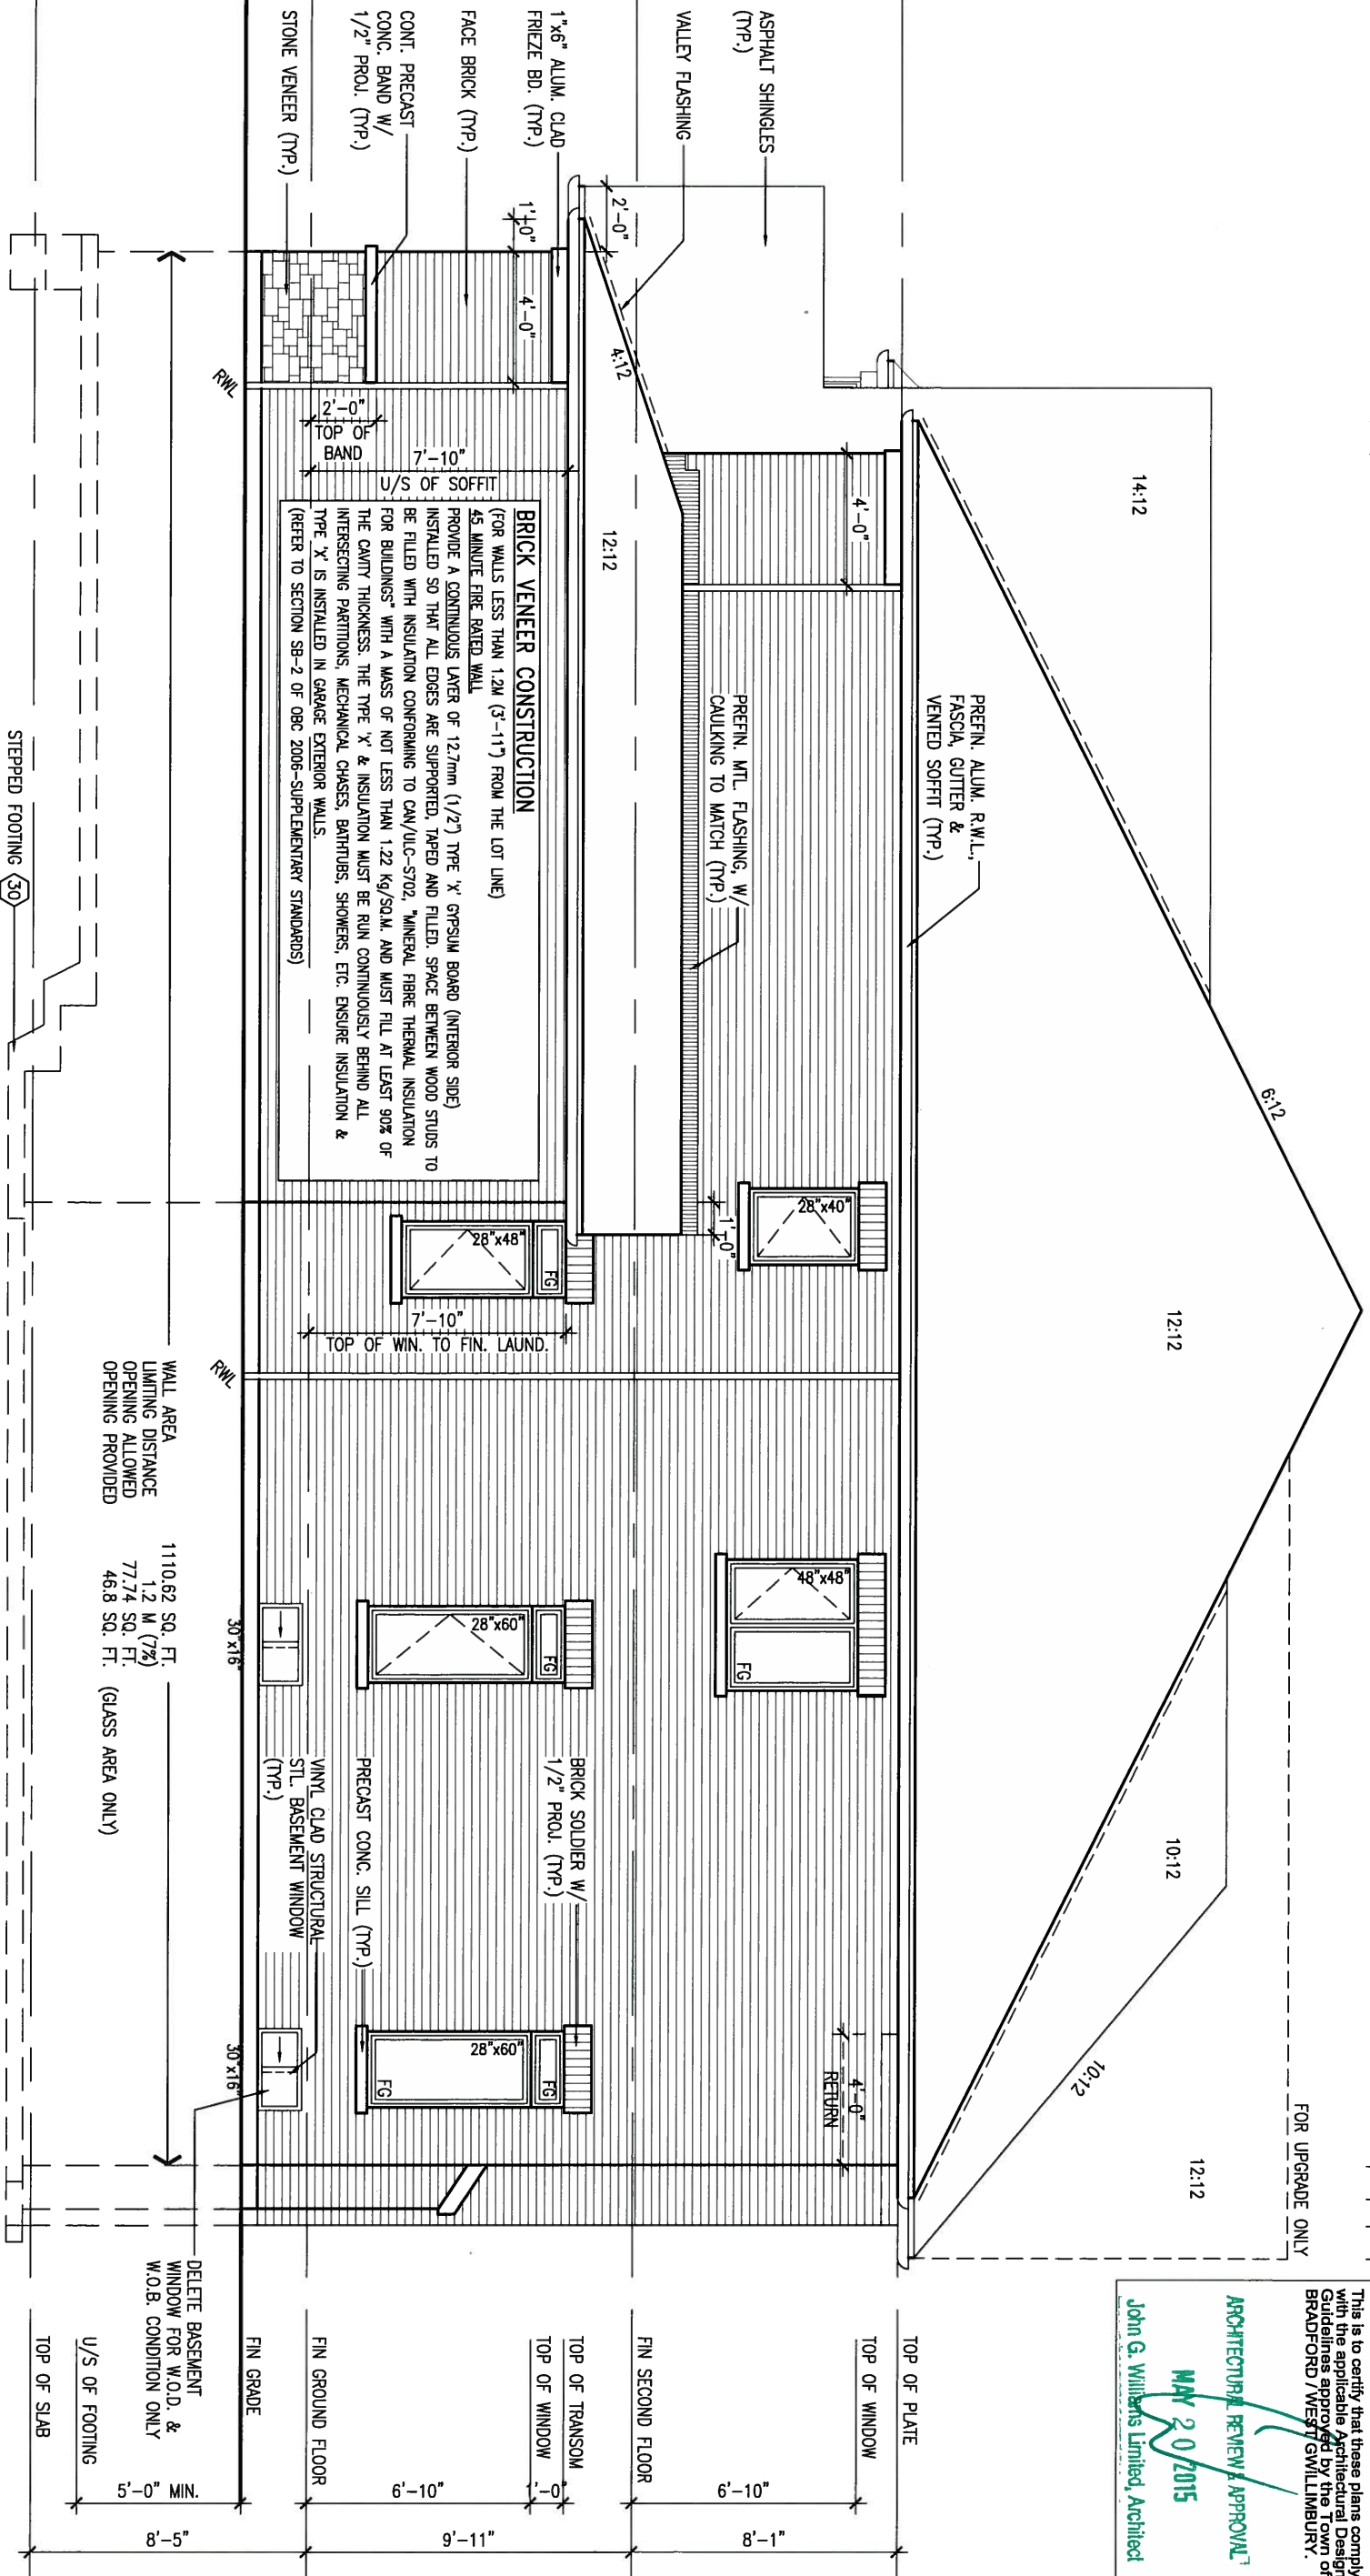 This is to certify that these plans comply
with the applicable Architectural Design
Guidelines approved by the Town of
BRADFORD / WEST GWILLIMBURY.
ARCHITECTURAL REVIEW & APPROVAL
MAY 20 2015
John G. Williams Limited, Architect
FOR UPGRADE ONLY
14:12
6:12
12:12
10:12
10:12
12:12
ASPHALT SHINGLES
(TYP.)
VALLEY FLASHING
1"x6" ALUM. CLAD
FRIEZE BD. (TYP.)
FACE BRICK (TYP.)
CONT. PRECAST
CONC. BAND W/
1/2" PROJ. (TYP.)
STONE VENEER (TYP.)
PREFIN. ALUM. R.W.L.,
FASCIA, GUTTER &
VENTED SOFFIT (TYP.)
PREFIN. MTL. FLASHING, W/
CAULKING TO MATCH (TYP.)
2'-0"
1'-0"
4'-0"
4:12
4'-0"
12:12
RWL
2'-0"
TOP OF
BAND
7'-10"
U/S OF SOFFIT
BRICK VENEER CONSTRUCTION
(FOR WALLS LESS THAN 1.2M (3'-11") FROM THE LOT LINE)
45 MINUTE FIRE RATED WALL
PROVIDE A CONTINUOUS LAYER OF 12.7mm (1/2") TYPE 'X' GYPSUM BOARD (INTERIOR SIDE)
INSTALLED SO THAT ALL EDGES ARE SUPPORTED, TAPED AND FILLED. SPACE BETWEEN WOOD STUDS TO
BE FILLED WITH INSULATION CONFORMING TO CAN/ULC-S702, "MINERAL FIBRE THERMAL INSULATION
FOR BUILDINGS" WITH A MASS OF NOT LESS THAN 1.22 Kg/SQ.M. AND MUST FILL AT LEAST 90% OF
THE CAVITY THICKNESS. THE TYPE 'X' & INSULATION MUST BE RUN CONTINUOUSLY BEHIND ALL
INTERSECTING PARTITIONS, MECHANICAL CHASES, BATHTUBS, SHOWERS, ETC. ENSURE INSULATION &
TYPE 'X' IS INSTALLED IN GARAGE EXTERIOR WALLS.
(REFER TO SECTION SB-2 OF OBC 2006-SUPPLEMENTARY STANDARDS)
28"x40"
1'-0"
28"x48"
FG
7'-10"
TOP OF WIN. TO FIN. LAUND.
RWL
48"x48"
FG
28"x60"
FG
30"x16"
BRICK SOLDIER W/
1/2" PROJ. (TYP.)
PRECAST CONC. SILL (TYP.)
VINYL CLAD STRUCTURAL
STL. BASEMENT WINDOW
(TYP.)
4'-0"
RETURN
28"x60"
FG
FG
30"x16"
WALL AREA 1110.62 SQ. FT.
LIMITING DISTANCE 1.2 M (7%)
OPENING ALLOWED 77.74 SQ. FT.
OPENING PROVIDED 46.8 SQ. FT. (GLASS AREA ONLY)
DELETE BASEMENT
WINDOW FOR W.O.D. &
W.O.B. CONDITION ONLY
STEPPED FOOTING 30
TOP OF PLATE
TOP OF WINDOW
FIN SECOND FLOOR
TOP OF TRANSOM
TOP OF WINDOW
FIN GROUND FLOOR
FIN GRADE
U/S OF FOOTING
TOP OF SLAB
6'-10"
8'-1"
1'-0"
6'-10"
9'-11"
5'-0" MIN.
8'-5"